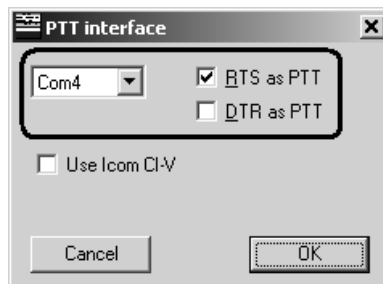 PTT interface
Com4
RTS as PTT
DTR as PTT
Use Icom CI-V
Cancel
OK